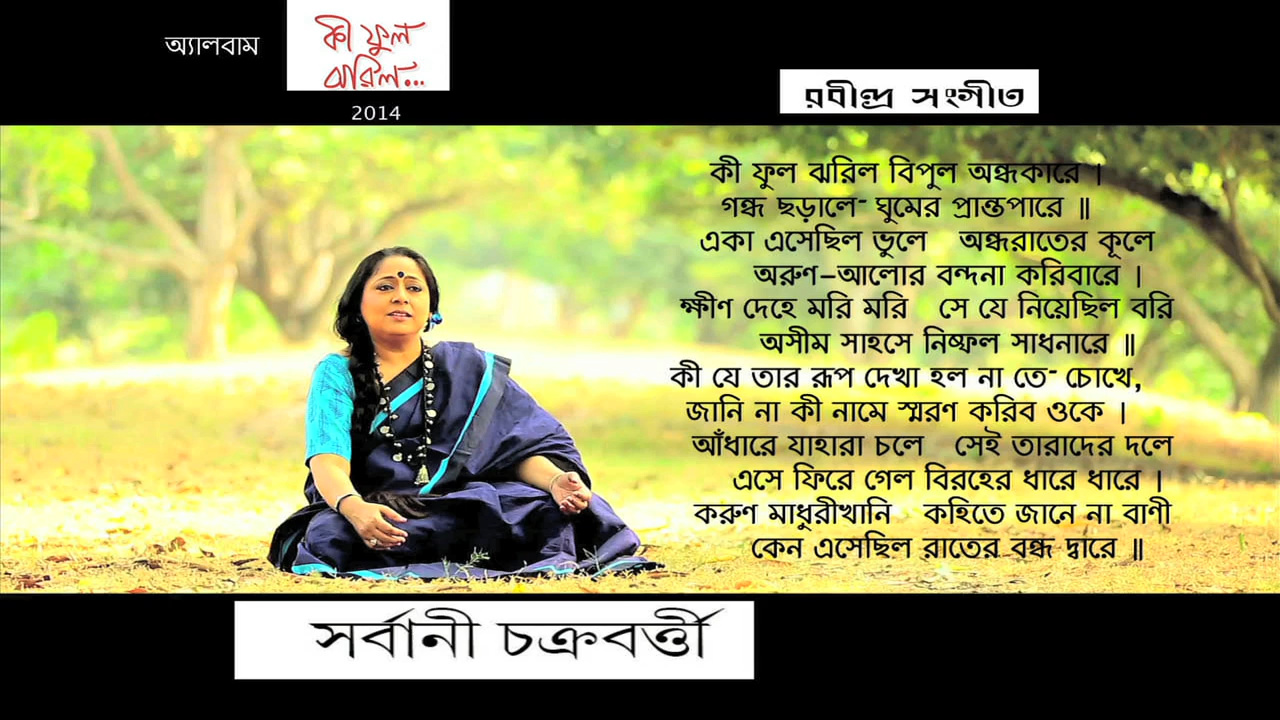 অ্যালবাম
কী ফুল
ঝরিল...
2014
রবীন্দ্র সংগীত
কী ফুল ঝরিল বিপুল অন্ধকারে ।
গন্ধ ছড়ালে- ঘুমের প্রান্তপারে ॥
একা এসেছিল ভুলে অন্ধরাতের কূলে
অরুণ–আলোর বন্দনা করিবারে ।
ক্ষীণ দেহে মরি মরি সে যে নিয়েছিল বরি
অসীম সাহসে নিষ্ফল সাধনারে ॥
কী যে তার রূপ দেখা হল না তে- চোখে,
জানি না কী নামে স্মরণ করিব ওকে ।
আঁধারে যাহারা চলে সেই তারাদের দলে
এসে ফিরে গেল বিরহের ধারে ধারে ।
করুণ মাধুরীখানি কহিতে জানে না বাণী
কেন এসেছিল রাতের বন্ধ দ্বারে ॥
সর্বানী চক্রবর্ত্তী